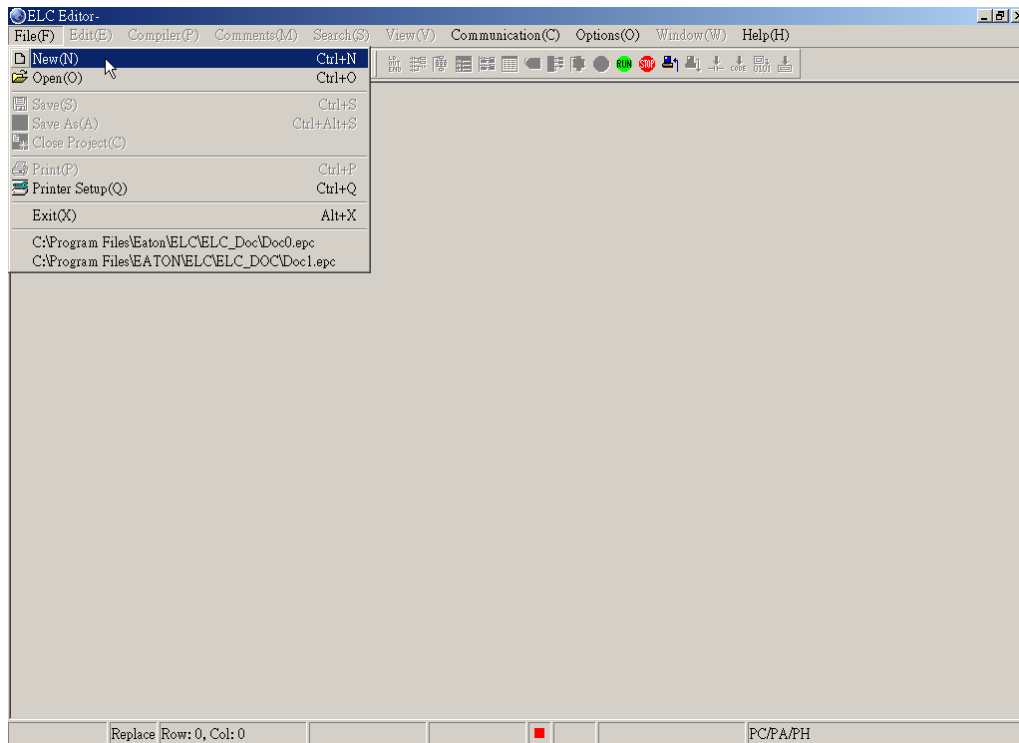 ELC Editor-
File(F) Edit(E) Compiler(P) Comments(M) Search(S) View(V) Communication(C) Options(O) Window(W) Help(H)
New(N) Ctrl+N
Open(O) Ctrl+O
Save(S) Ctrl+S
Save As(A) Ctrl+Alt+S
Close Project(C)
Print(P) Ctrl+P
Printer Setup(Q) Ctrl+Q
Exit(X) Alt+X
C:\Program Files\Eaton\ELC\ELC_Doc\Doc0.epc
C:\Program Files\EATON\ELC\ELC_DOC\Doc1.epc
RUN STOP
Replace Row: 0, Col: 0 PC/PA/PH